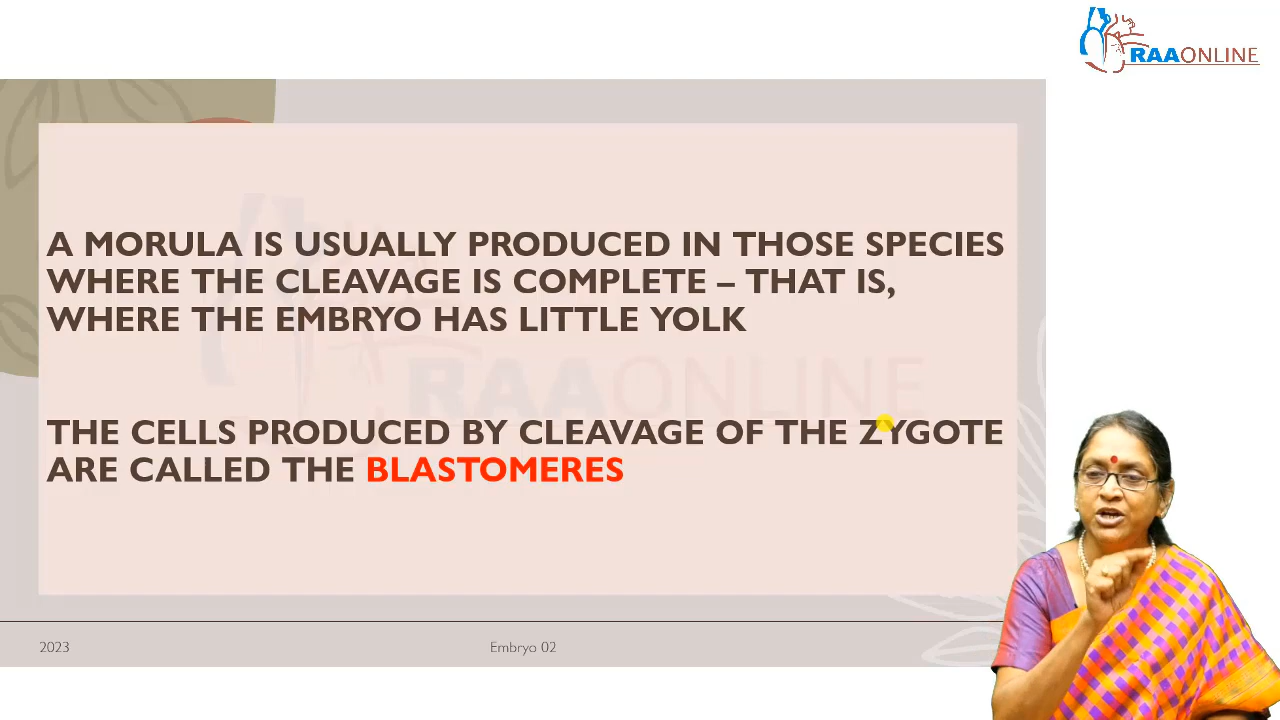 RAAONLINE
A MORULA IS USUALLY PRODUCED IN THOSE SPECIES
WHERE THE CLEAVAGE IS COMPLETE – THAT IS,
WHERE THE EMBRYO HAS LITTLE YOLK
RAAONLINE
THE CELLS PRODUCED BY CLEAVAGE OF THE ZYGOTE
ARE CALLED THE BLASTOMERES
2023
Embryo 02